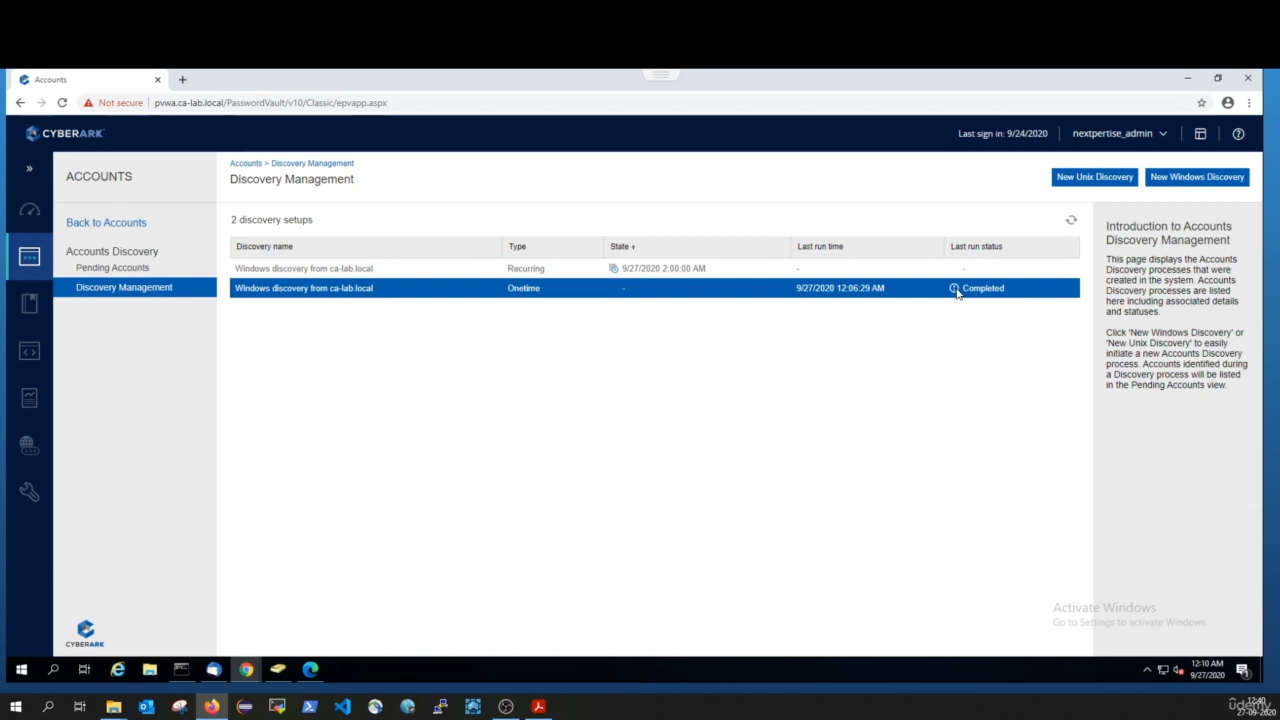 Accounts
Not secure
pvwa.ca-lab.local/PasswordVault/v10/Classic/epvapp.aspx
CYBERARK
Last sign in: 9/24/2020
nextpertise_admin
ACCOUNTS
Back to Accounts
Accounts Discovery
Pending Accounts
Discovery Management
CYBERARK
Accounts > Discovery Management
Discovery Management
New Unix Discovery
New Windows Discovery
2 discovery setups
Discovery name Type State Last run time Last run status
Windows discovery from ca-lab.local Recurring 9/27/2020 2:00:00 AM - -
Windows discovery from ca-lab.local Onetime - 9/27/2020 12:06:29 AM Completed
Introduction to Accounts
Discovery Management
This page displays the Accounts
Discovery processes that were
created in the system. Accounts
Discovery processes are listed
here including associated details
and statuses.
Click 'New Windows Discovery' or
'New Unix Discovery' to easily
initiate a new Accounts Discovery
process. Accounts identified during
a Discovery process will be listed
in the Pending Accounts view.
Activate Windows
Go to Settings to activate Windows.
12:10 AM
9/27/2020
1
12:40
27-09-2020
udemy